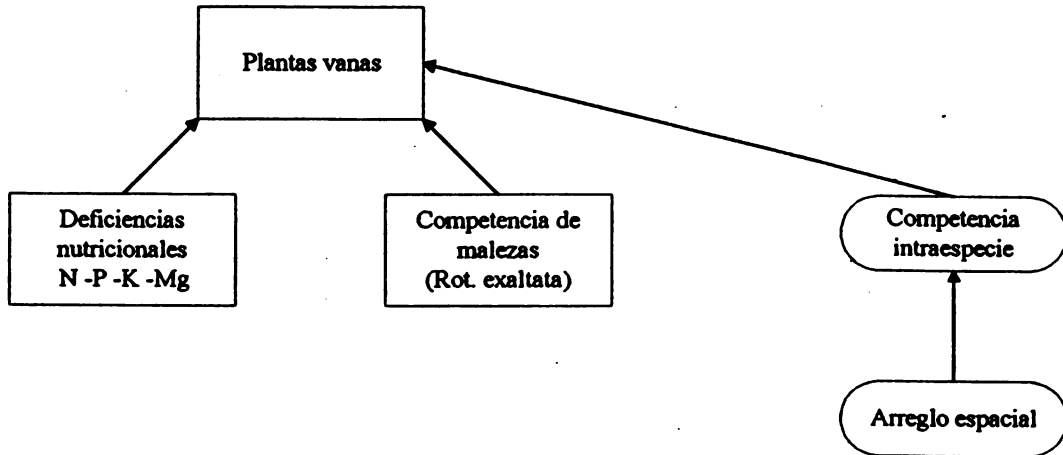 Plantas vanas
Deficiencias
nutricionales
N -P -K -Mg
Competencia de
malezas
(Rot. exaltata)
Competencia
intraespecie
Arreglo espacial